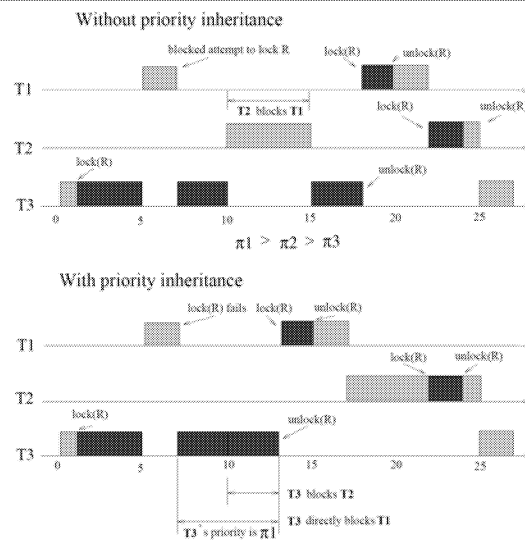 Without priority inheritance
blocked attempt to lock R
lock(R)
unlock(R)
T1
T2 blocks T1
lock(R)
unlock(R)
T2
lock(R)
unlock(R)
T3
0 5 10 15 20 25
π1 > π2 > π3
With priority inheritance
lock(R) fails
lock(R)
unlock(R)
T1
lock(R)
unlock(R)
T2
lock(R)
unlock(R)
T3
0 5 10 15 20 25
T3 blocks T2
T3 directly blocks T1
T3`s priority is π1